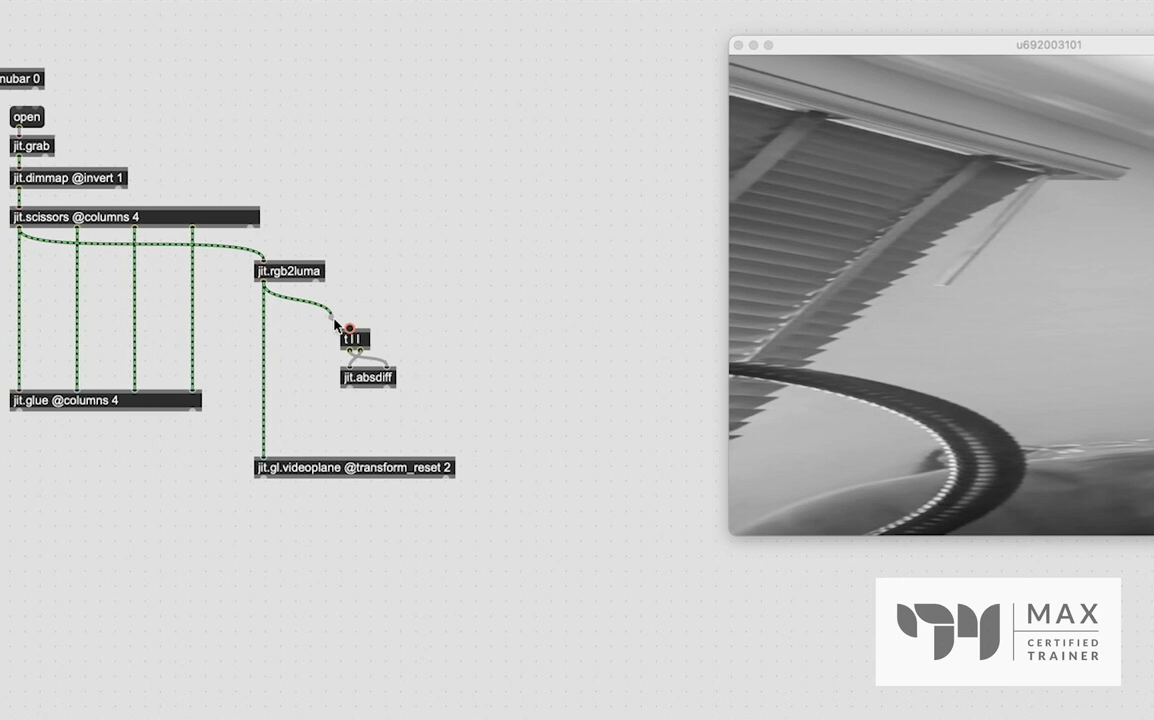 nubar 0
open
jit.grab
jit.dimmap @invert 1
jit.scissors @columns 4
jit.rgb2luma
t l l
jit.absdiff
jit.glue @columns 4
jit.gl.videoplane @transform_reset 2
u692003101
MAX
CERTIFIED
TRAINER